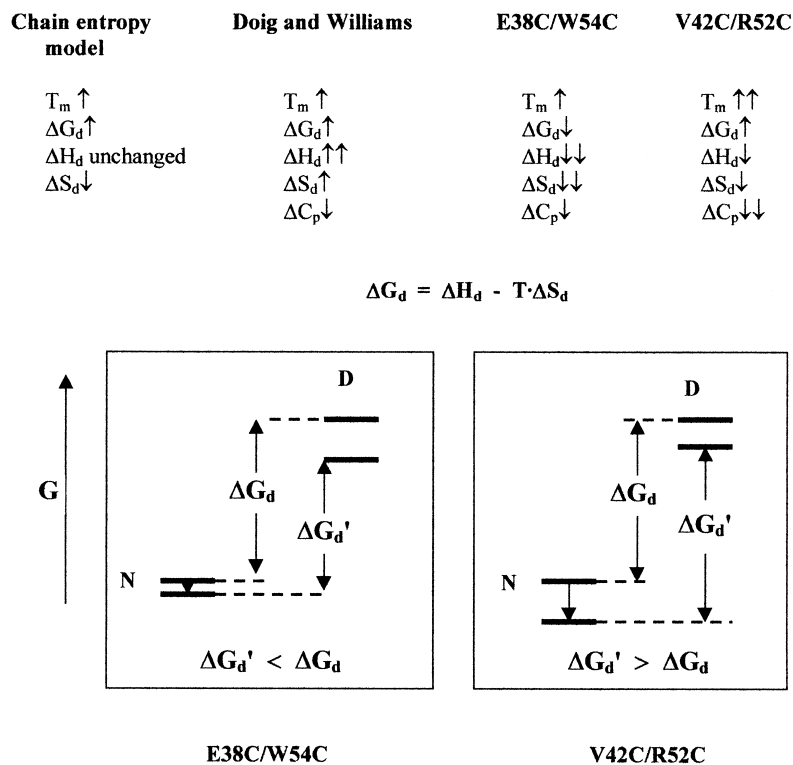 Chain entropy model Doig and Williams E38C/W54C V42C/R52C
Tm ↑ Tm ↑ Tm ↑ Tm ↑↑
ΔGd↑ ΔGd↑ ΔGd↓ ΔGd↑
ΔHd unchanged ΔHd↑↑ ΔHd↓↓ ΔHd↓
ΔSd↓ ΔSd↑ ΔSd↓↓ ΔSd↓
ΔCp↓ ΔCp↓ ΔCp↓↓
ΔGd = ΔHd - T·ΔSd
G
D
ΔGd
ΔGd'
N
ΔGd' < ΔGd
E38C/W54C
D
ΔGd
ΔGd'
N
ΔGd' > ΔGd
V42C/R52C